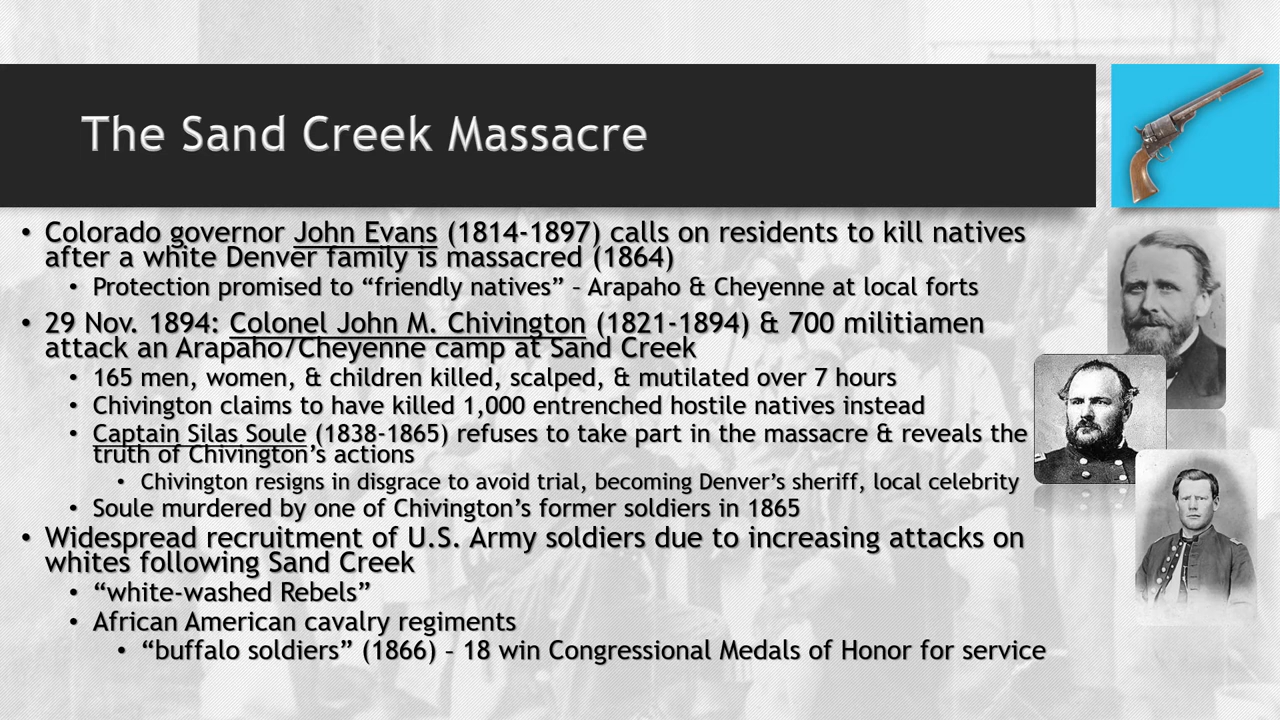 The Sand Creek Massacre
• Colorado governor John Evans (1814-1897) calls on residents to kill natives
after a white Denver family is massacred (1864)
• Protection promised to “friendly natives” – Arapaho & Cheyenne at local forts
• 29 Nov. 1894: Colonel John M. Chivington (1821-1894) & 700 militiamen
attack an Arapaho/Cheyenne camp at Sand Creek
• 165 men, women, & children killed, scalped, & mutilated over 7 hours
• Chivington claims to have killed 1,000 entrenched hostile natives instead
• Captain Silas Soule (1838-1865) refuses to take part in the massacre & reveals the
truth of Chivington’s actions
• Chivington resigns in disgrace to avoid trial, becoming Denver’s sheriff, local celebrity
• Soule murdered by one of Chivington’s former soldiers in 1865
• Widespread recruitment of U.S. Army soldiers due to increasing attacks on
whites following Sand Creek
• “white-washed Rebels”
• African American cavalry regiments
• “buffalo soldiers” (1866) – 18 win Congressional Medals of Honor for service